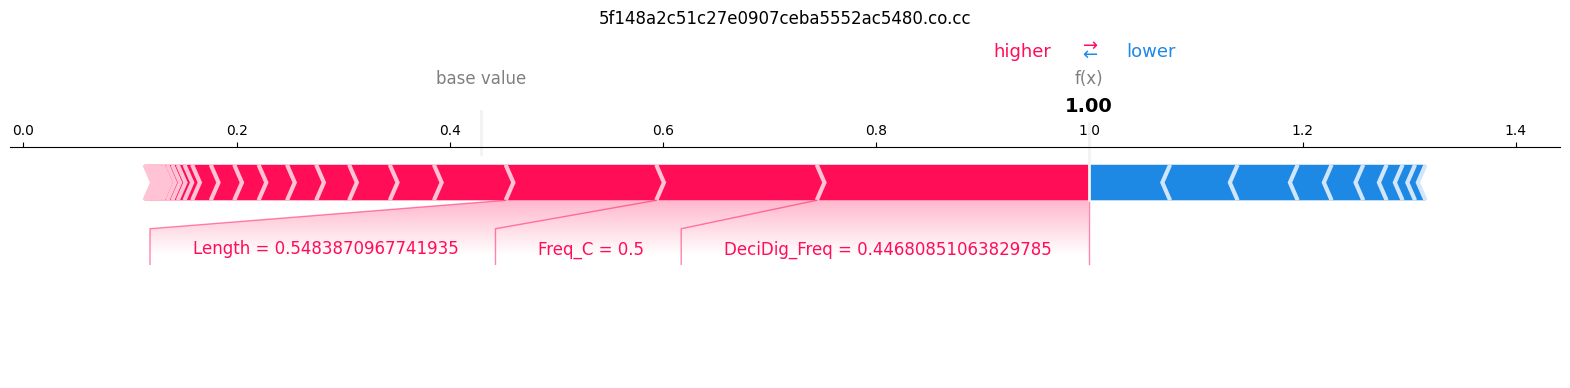 5f148a2c51c27e0907ceba5552ac5480.co.cc
higher ⇄ lower
base value f(x)
1.00
0.0 0.2 0.4 0.6 0.8 1.0 1.2 1.4
Length = 0.5483870967741935 Freq_C = 0.5 DeciDig_Freq = 0.44680851063829785